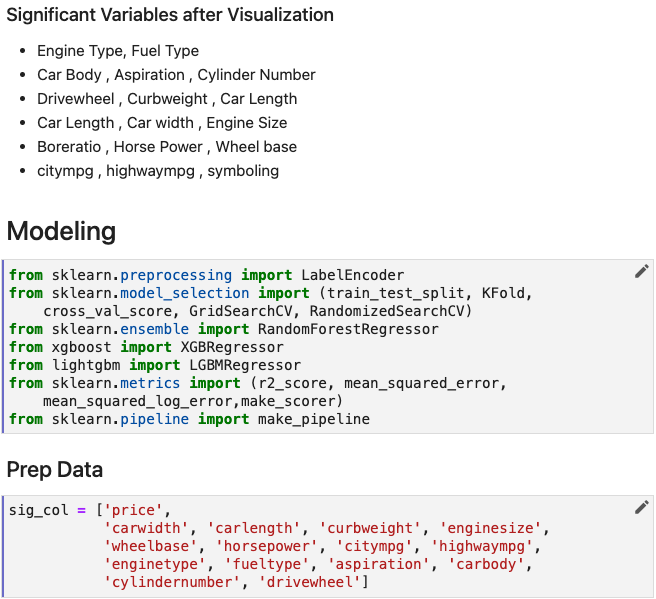 Significant Variables after Visualization
• Engine Type, Fuel Type
• Car Body , Aspiration , Cylinder Number
• Drivewheel , Curbweight , Car Length
• Car Length , Car width , Engine Size
• Boreratio , Horse Power , Wheel base
• citympg , highwaympg , symboling
Modeling
from sklearn.preprocessing import LabelEncoder
from sklearn.model_selection import (train_test_split, KFold,
    cross_val_score, GridSearchCV, RandomizedSearchCV)
from sklearn.ensemble import RandomForestRegressor
from xgboost import XGBRegressor
from lightgbm import LGBMRegressor
from sklearn.metrics import (r2_score, mean_squared_error,
    mean_squared_log_error,make_scorer)
from sklearn.pipeline import make_pipeline
Prep Data
sig_col = ['price',
           'carwidth', 'carlength', 'curbweight', 'enginesize',
           'wheelbase', 'horsepower', 'citympg', 'highwaympg',
           'enginetype', 'fueltype', 'aspiration', 'carbody',
           'cylindernumber', 'drivewheel']